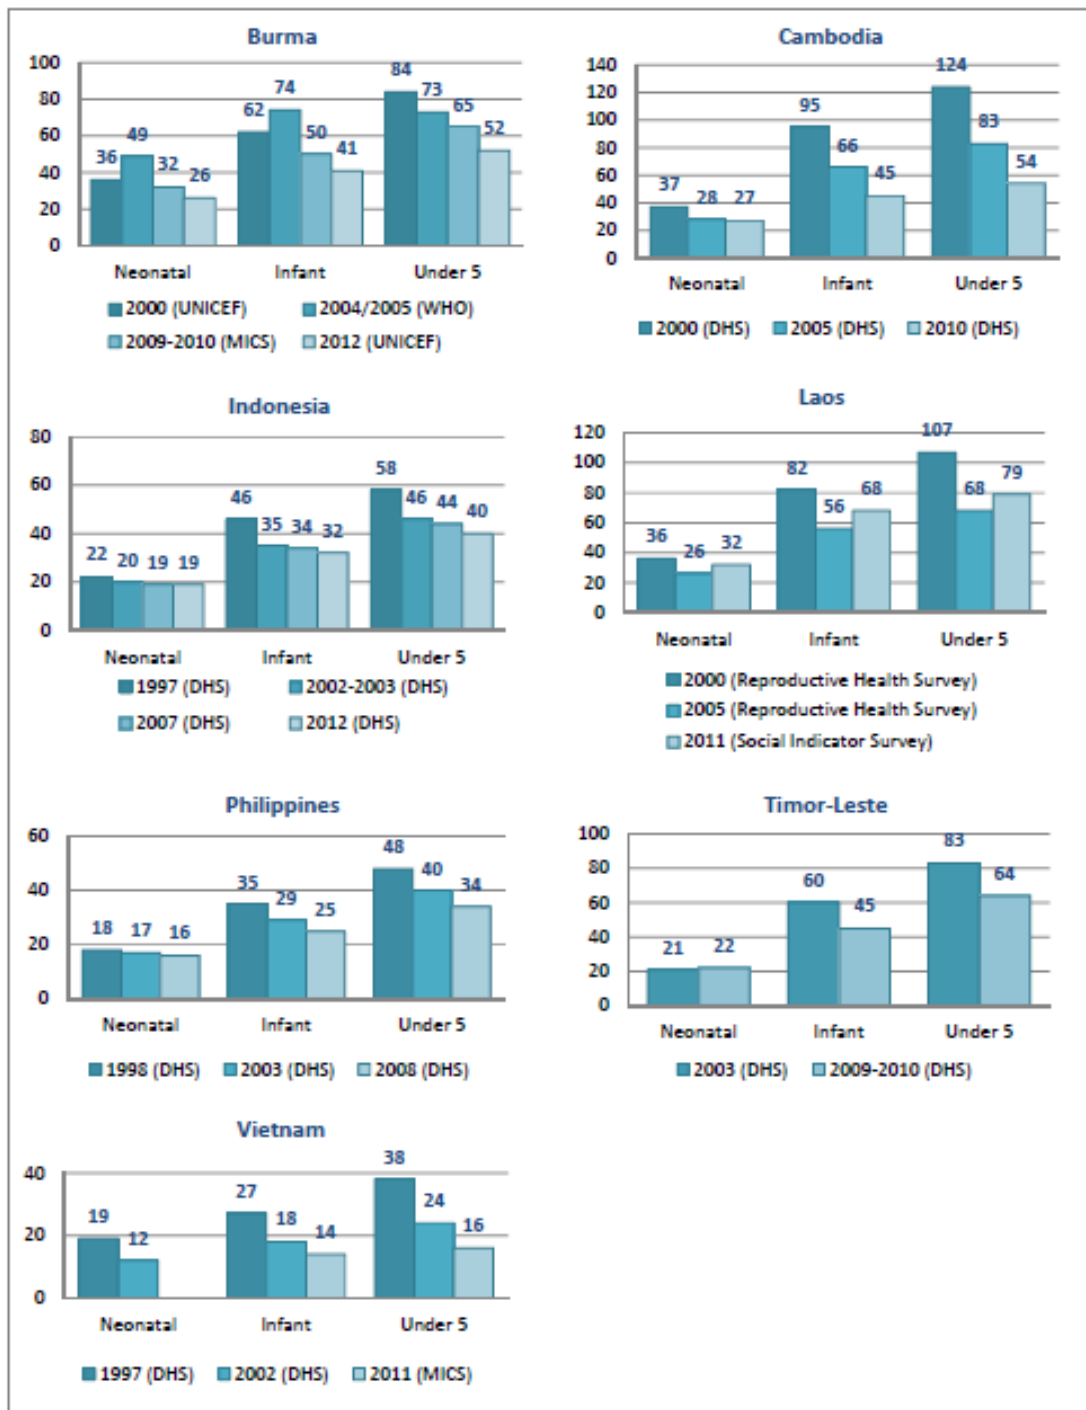 Burma
100
80
60
40
20
0
36 49 32 26
62 74 50 41
84 73 65 52
Neonatal Infant Under 5
2000 (UNICEF) 2004/2005 (WHO)
2009-2010 (MICS) 2012 (UNICEF)
Cambodia
140
120
100
80
60
40
20
0
37 28 27
95 66 45
124 83 54
Neonatal Infant Under 5
2000 (DHS) 2005 (DHS) 2010 (DHS)
Indonesia
80
60
40
20
0
22 20 19 19
46 35 34 32
58 46 44 40
Neonatal Infant Under 5
1997 (DHS) 2002-2003 (DHS)
2007 (DHS) 2012 (DHS)
Laos
120
100
80
60
40
20
0
36 26 32
82 56 68
107 68 79
Neonatal Infant Under 5
2000 (Reproductive Health Survey)
2005 (Reproductive Health Survey)
2011 (Social Indicator Survey)
Philippines
60
40
20
0
18 17 16
35 29 25
48 40 34
Neonatal Infant Under 5
1998 (DHS) 2003 (DHS) 2008 (DHS)
Timor-Leste
100
80
60
40
20
0
21 22
60 45
83 64
Neonatal Infant Under 5
2003 (DHS) 2009-2010 (DHS)
Vietnam
40
20
0
19 12
27 18 14
38 24 16
Neonatal Infant Under 5
1997 (DHS) 2002 (DHS) 2011 (MICS)